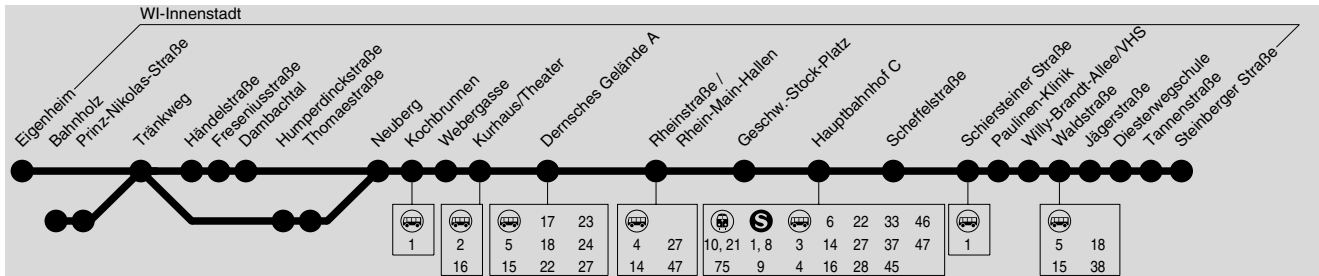 WI-Innenstadt
Eigenheim
Bahnholz
Prinz-Nikolas-Straße
Tränkweg
Händelstraße
Freseniusstraße
Dambachtal
Humperdinckstraße
Thomaestraße
Neuberg
Kochbrunnen
Webergasse
Kurhaus/Theater
Dernsches Gelände A
Rheinstraße /
Rhein-Main-Hallen
Geschw.-Stock-Platz
Hauptbahnhof C
Scheffelstraße
Schiersteiner Straße
Paulinen-Klinik
Willy-Brandt-Allee/VHS
Waldstraße
Jägerstraße
Diesterwegschule
Tannenstraße
Steinberger Straße
1
2
16
17 23
5 18 24
15 22 27
4 27
14 47
S 6 22 33 46
10, 21 1, 8 3 14 27 37 47
75 9 4 16 28 45
1
5 18
15 38